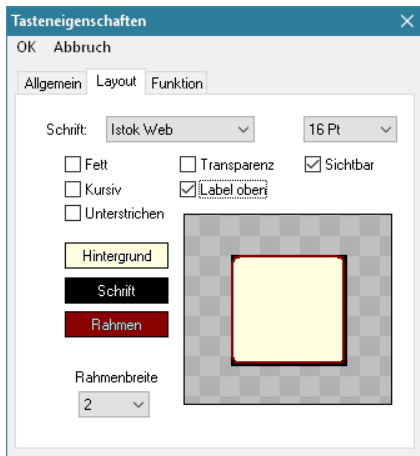 Tasteneigenschaften
OK Abbruch
Allgemein Layout Funktion
Schrift: Istok Web 16 Pt
Fett Transparenz Sichtbar
Kursiv Label oben
Unterstrichen
Hintergrund
Schrift
Rahmen
Rahmenbreite
2